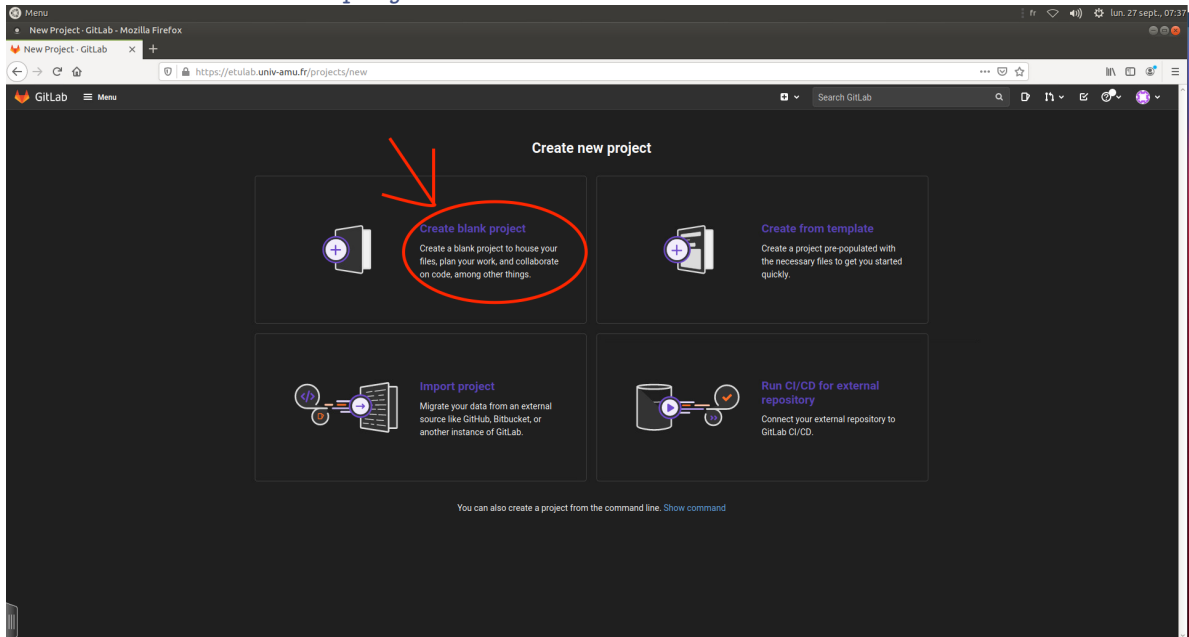 Menu
fr
lun. 27 sept., 07:37
New Project · GitLab - Mozilla Firefox
New Project · GitLab
https://etulab.univ-amu.fr/projects/new
GitLab
Menu
Search GitLab
Create new project
Create blank project
Create a blank project to house your
files, plan your work, and collaborate
on code, among other things.
Create from template
Create a project pre-populated with
the necessary files to get you started
quickly.
Import project
Migrate your data from an external
source like GitHub, Bitbucket, or
another instance of GitLab.
Run CI/CD for external
repository
Connect your external repository to
GitLab CI/CD.
You can also create a project from the command line. Show command